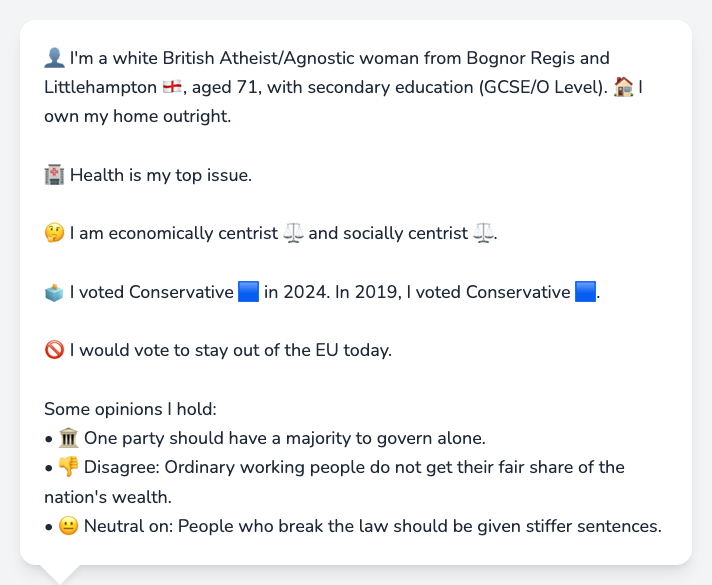 👤 I'm a white British Atheist/Agnostic woman from Bognor Regis and
Littlehampton 🏴󠁧󠁢󠁥󠁮󠁧󠁿, aged 71, with secondary education (GCSE/O Level). 🏠 I
own my home outright.
🏥 Health is my top issue.
🤔 I am economically centrist ⚖️ and socially centrist ⚖️.
🗳️ I voted Conservative 🟦 in 2024. In 2019, I voted Conservative 🟦.
🚫 I would vote to stay out of the EU today.
Some opinions I hold:
• 🏛️ One party should have a majority to govern alone.
• 👎 Disagree: Ordinary working people do not get their fair share of the
nation's wealth.
• 😐 Neutral on: People who break the law should be given stiffer sentences.